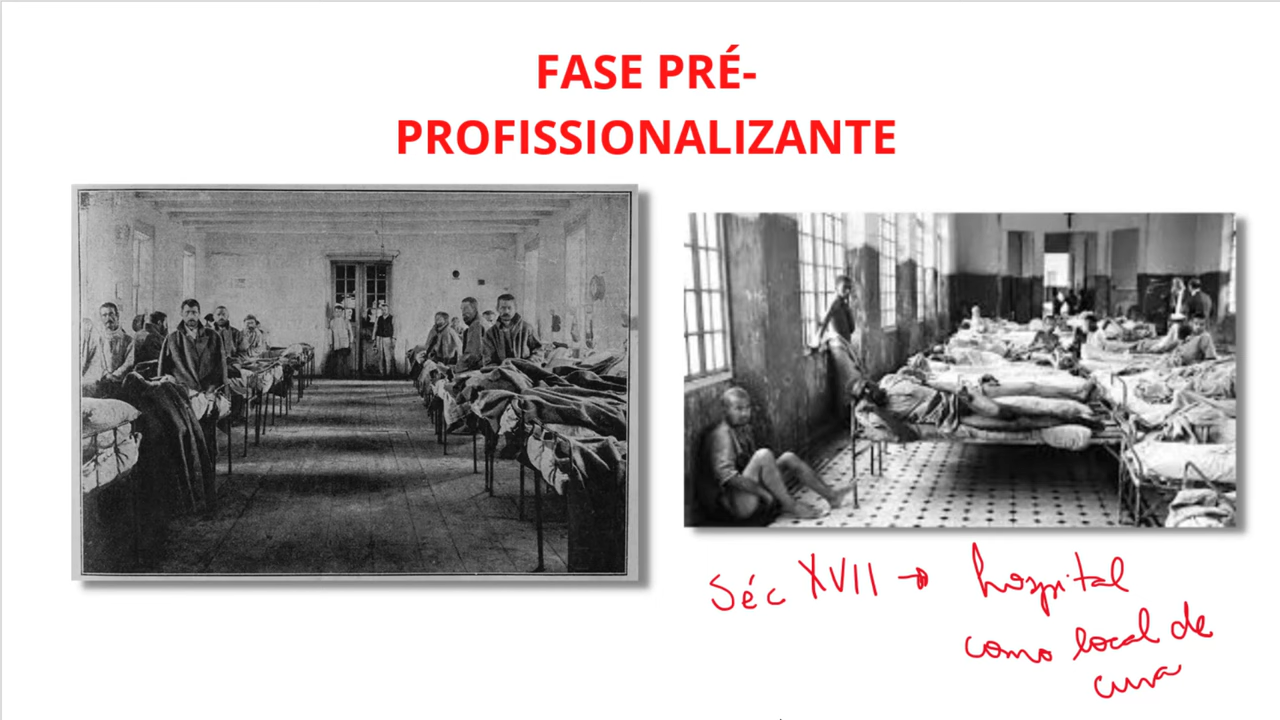 FASE PRÉ-
PROFISSIONALIZANTE
Séc XVII → hospital
como local de
cura